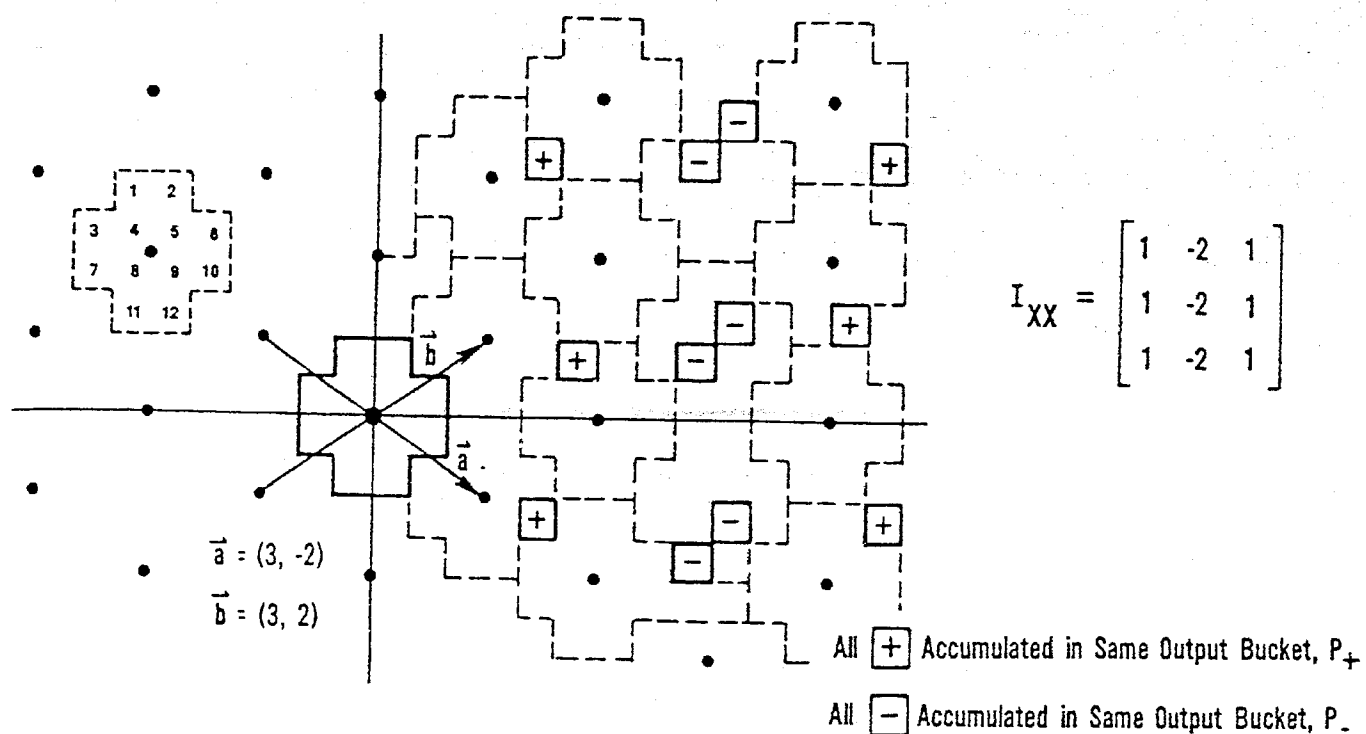 1 2
3 4 5 6
7 8 9 10
11 12
+ - - +
+ - - +
+ - - +
b
a
a = (3, -2)
b = (3, 2)
I_XX = [ 1 -2 1
1 -2 1
1 -2 1 ]
All + Accumulated in Same Output Bucket, P+
All - Accumulated in Same Output Bucket, P-